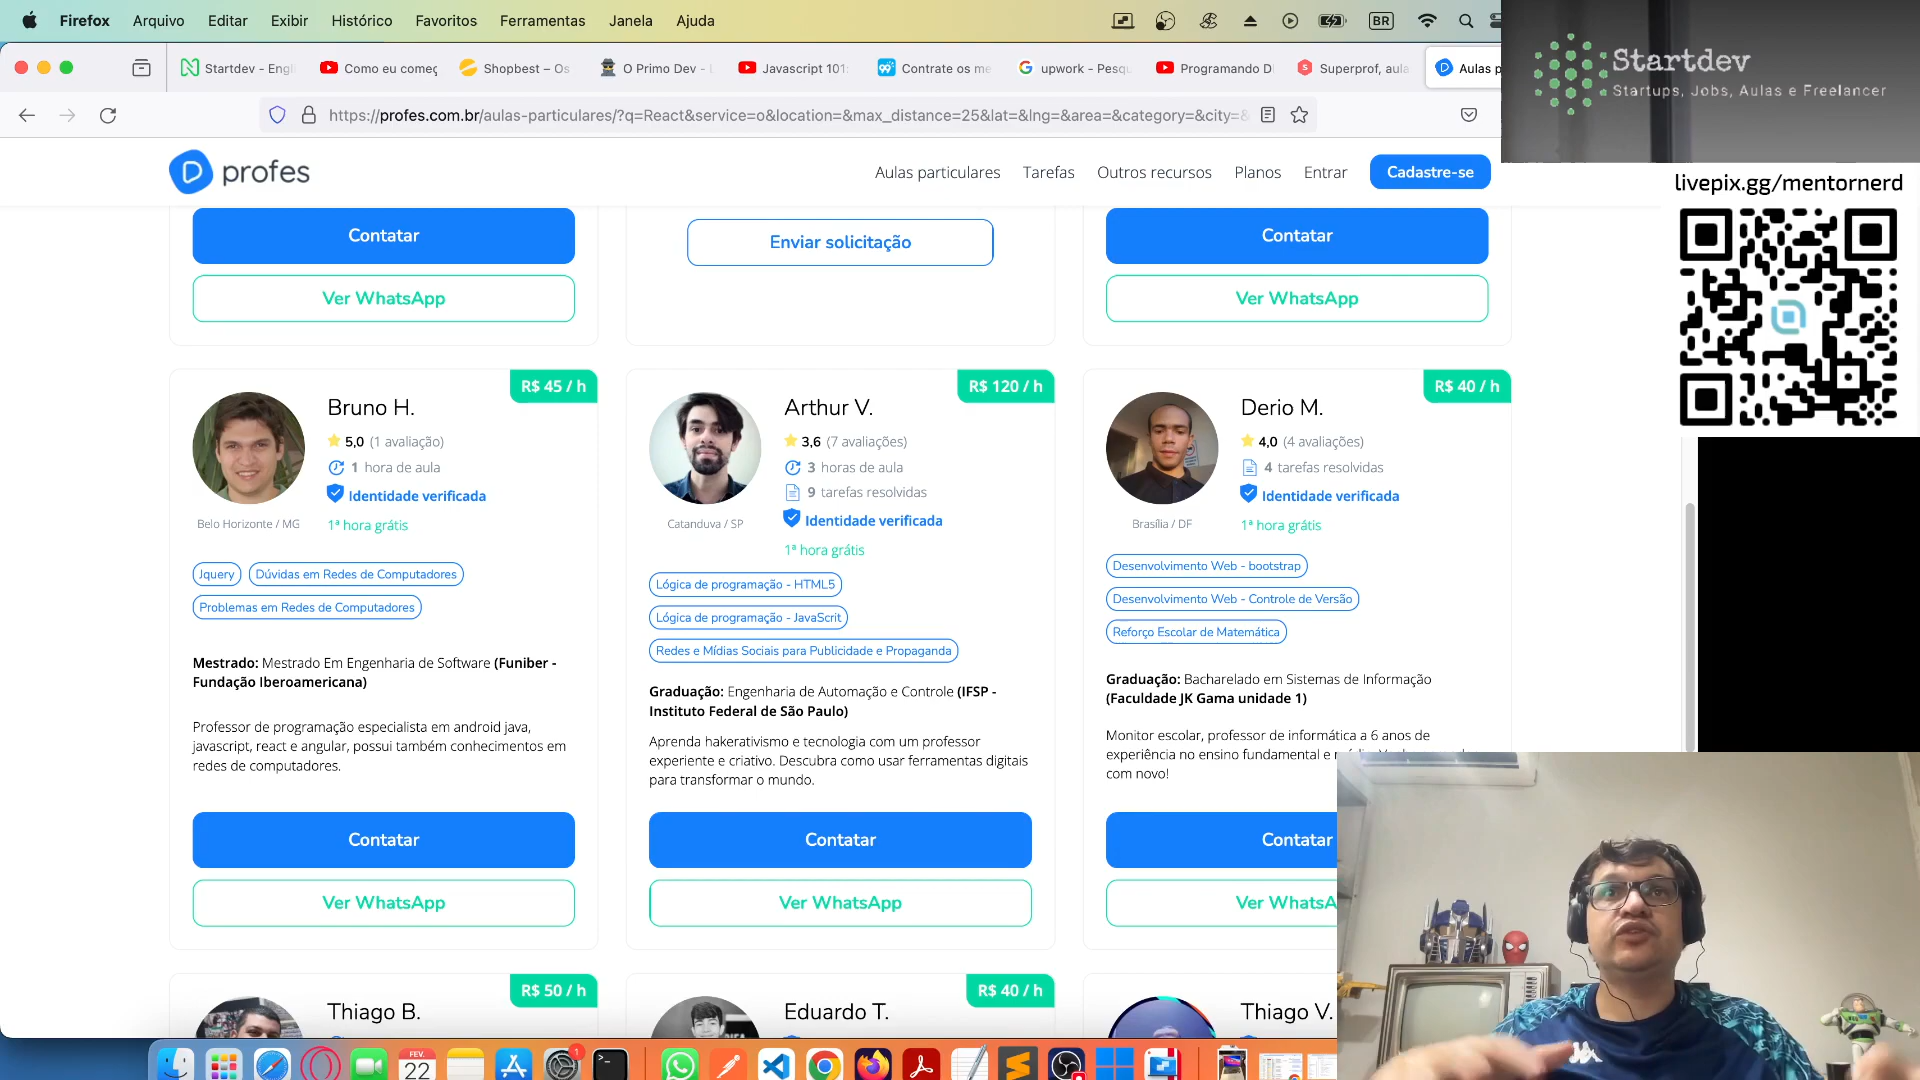 Firefox Arquivo Editar Exibir Histórico Favoritos Ferramentas Janela Ajuda
BR
Startdev
Startups, Jobs, Aulas e Freelancer
Startdev - Engl
Como eu começ
Shopbest – Os
O Primo Dev - L
Javascript 101:
Contrate os me
upwork - Pesqu
Programando D
Superprof, aula
Aulas p
https://profes.com.br/aulas-particulares/?q=React&service=o&location=&max_distance=25&lat=&lng=&area=&category=&city=&
livepix.gg/mentornerd
profes
Aulas particulares Tarefas Outros recursos Planos Entrar Cadastre-se
Contatar
Ver WhatsApp
Enviar solicitação
Contatar
Ver WhatsApp
R$ 45 / h
Bruno H.
5,0 (1 avaliação)
1 hora de aula
Identidade verificada
1ª hora grátis
Belo Horizonte / MG
Jquery
Dúvidas em Redes de Computadores
Problemas em Redes de Computadores
Mestrado: Mestrado Em Engenharia de Software (Funiber -
Fundação Iberoamericana)
Professor de programação especialista em android java,
javascript, react e angular, possui também conhecimentos em
redes de computadores.
Contatar
Ver WhatsApp
R$ 120 / h
Arthur V.
3,6 (7 avaliações)
3 horas de aula
9 tarefas resolvidas
Identidade verificada
1ª hora grátis
Catanduva / SP
Lógica de programação - HTML5
Lógica de programação - JavaScrit
Redes e Mídias Sociais para Publicidade e Propaganda
Graduação: Engenharia de Automação e Controle (IFSP -
Instituto Federal de São Paulo)
Aprenda hakerativismo e tecnologia com um professor
experiente e criativo. Descubra como usar ferramentas digitais
para transformar o mundo.
Contatar
Ver WhatsApp
R$ 40 / h
Derio M.
4,0 (4 avaliações)
4 tarefas resolvidas
Identidade verificada
1ª hora grátis
Brasília / DF
Desenvolvimento Web - bootstrap
Desenvolvimento Web - Controle de Versão
Reforço Escolar de Matemática
Graduação: Bacharelado em Sistemas de Informação
(Faculdade JK Gama unidade 1)
Monitor escolar, professor de informática a 6 anos de
experiência no ensino fundamental e
com novo!
Contatar
Ver WhatsA
R$ 50 / h
Thiago B.
R$ 40 / h
Eduardo T.
Thiago V.
FEV.
22
1